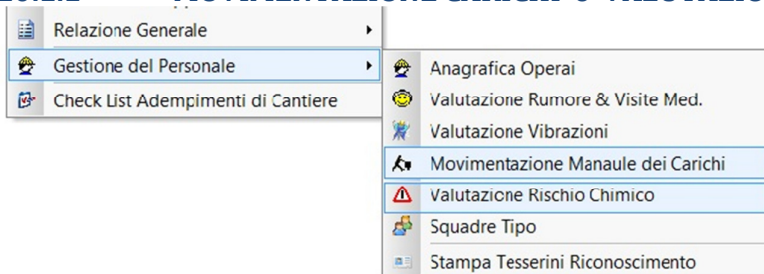 Relazione Generale
Gestione del Personale
Check List Adempimenti di Cantiere
Anagrafica Operai
Valutazione Rumore & Visite Med.
Valutazione Vibrazioni
Movimentazione Manaule dei Carichi
Valutazione Rischio Chimico
Squadre Tipo
Stampa Tesserini Riconoscimento